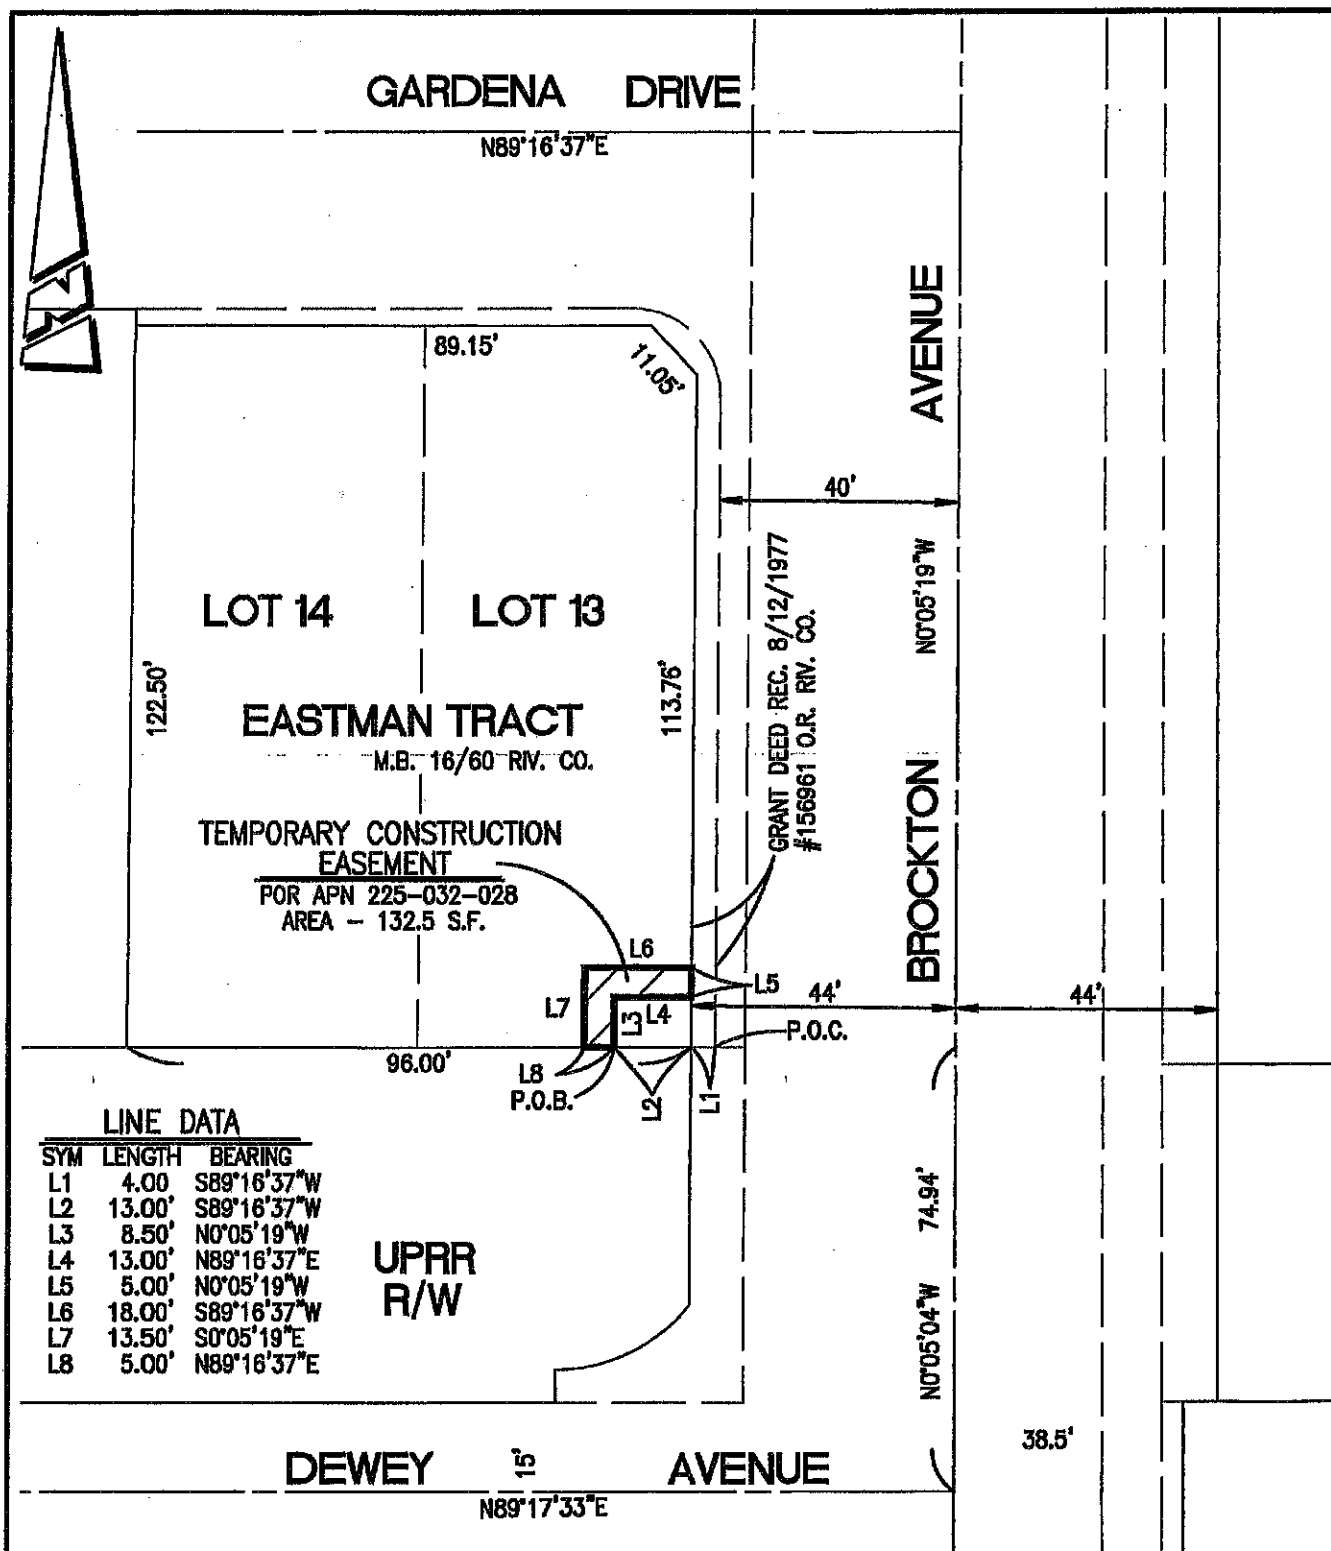 GARDENA DRIVE
N89°16'37"E
89.15'
11.05'
AVENUE
40'
N0°05'19"W
GRANT DEED REC. 8/12/1977
#156961 O.R. RIV. CO.
LOT 14
LOT 13
122.50'
113.76'
EASTMAN TRACT
M.B. 16/60 RIV. CO.
BROCKTON
TEMPORARY CONSTRUCTION
EASEMENT
POR APN 225-032-028
AREA - 132.5 S.F.
L6
L5
L7
L3
L4
44'
44'
P.O.C.
96.00'
L8
P.O.B.
L2
L1
LINE DATA
SYM LENGTH BEARING
L1 4.00 S89°16'37"W
L2 13.00' S89°16'37"W
L3 8.50' N0°05'19"W
L4 13.00' N89°16'37"E
L5 5.00' N0°05'19"W
L6 18.00' S89°16'37"W
L7 13.50' S0°05'19"E
L8 5.00' N89°16'37"E
UPRR
R/W
N0°05'04"W 74.94'
38.5'
DEWEY AVENUE
15'
N89°17'33"E